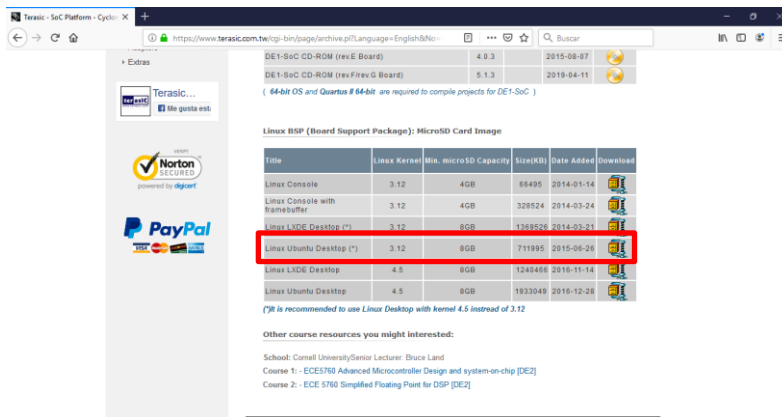 Terasic - SoC Platform - Cyclon
https://www.terasic.com.tw/cgi-bin/page/archive.pl?Language=English&No=
Buscar
Extras
DE1-SoC CD-ROM (rev.E Board) 4.0.3 2015-08-07
DE1-SoC CD-ROM (rev.F/rev.G Board) 5.1.3 2019-04-11
( 64-bit OS and Quartus II 64-bit are required to compile projects for DE1-SoC )
Terasic...
terasic
Me gusta esta
Linux BSP (Board Support Package): MicroSD Card Image
Title Linux Kernel Min. microSD Capacity Size(KB) Date Added Download
Linux Console 3.12 4GB 66495 2014-01-14
Linux Console with framebuffer 3.12 4GB 328524 2014-03-24
Linux LXDE Desktop (*) 3.12 8GB 1368526 2014-03-21
Linux Ubuntu Desktop (*) 3.12 8GB 711995 2015-06-26
Linux LXDE Desktop 4.5 8GB 1240466 2016-11-14
Linux Ubuntu Desktop 4.5 8GB 1933049 2016-12-28
(*)It is recommended to use Linux Desktop with kernel 4.5 instread of 3.12
Norton
SECURED
powered by digicert
PayPal
VISA
Other course resources you might interested:
School: Cornell UniversitySenior Lecturer: Bruce Land
Course 1: - ECE5760 Advanced Microcontroller Design and system-on-chip [DE2]
Course 2: - ECE 5760 Simplified Floating Point for DSP [DE2]